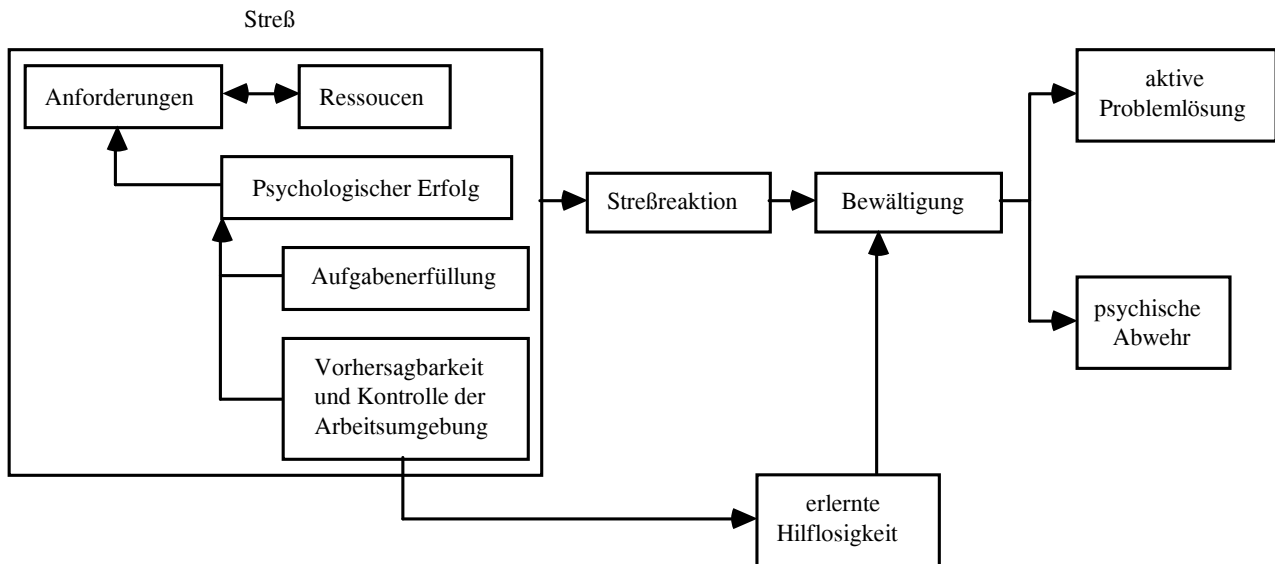 Streß
Anforderungen
Ressoucen
Psychologischer Erfolg
Aufgabenerfüllung
Vorhersagbarkeit
und Kontrolle der
Arbeitsumgebung
Streßreaktion
Bewältigung
aktive
Problemlösung
psychische
Abwehr
erlernte
Hilflosigkeit